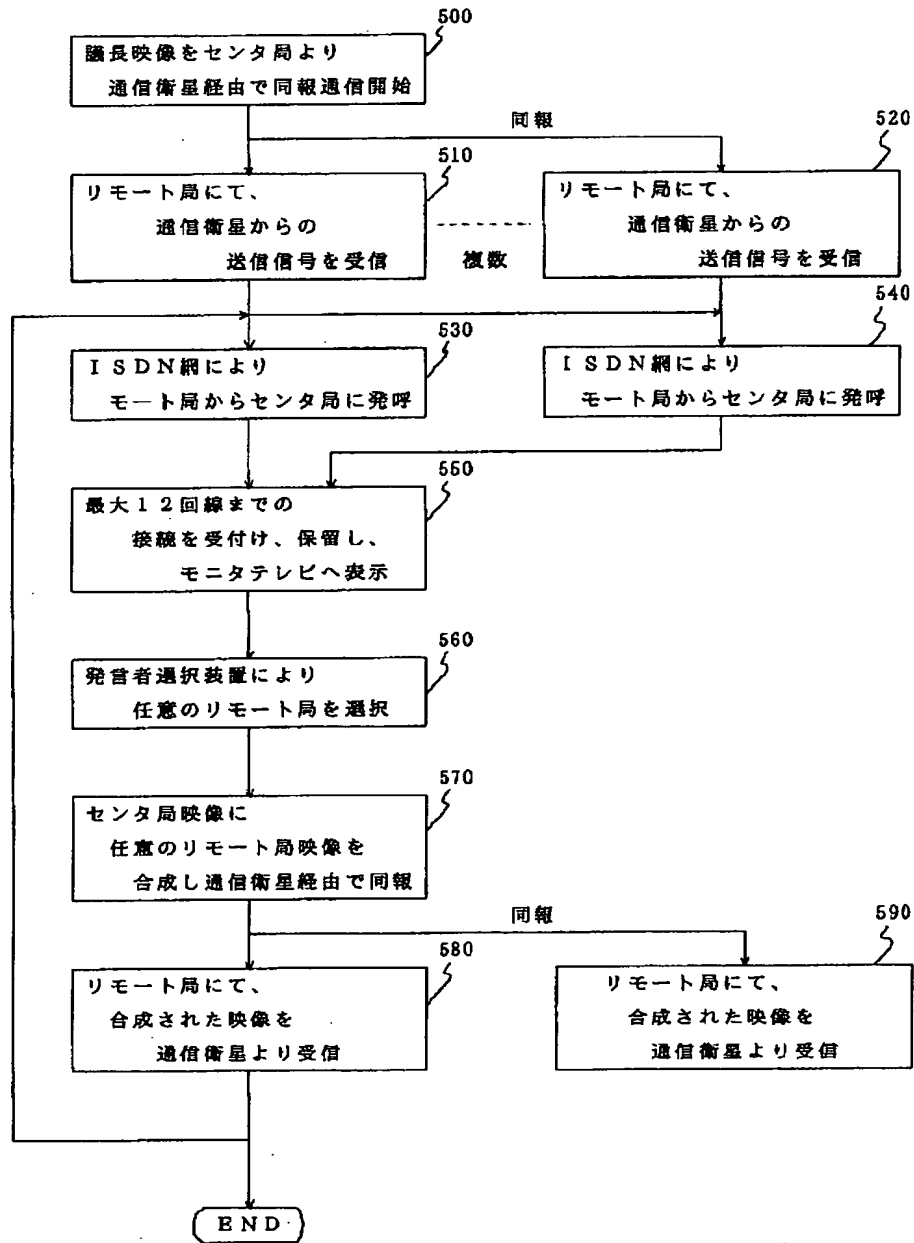 500
議長映像をセンタ局より
通信衛星経由で同報通信開始
同報
520
510
リモート局にて、
通信衛星からの
送信信号を受信
複数
リモート局にて、
通信衛星からの
送信信号を受信
540
530
ISDN網により
モート局からセンタ局に発呼
ISDN網により
モート局からセンタ局に発呼
550
最大12回線までの
接続を受付け、保留し、
モニタテレビへ表示
560
発言者選択装置により
任意のリモート局を選択
570
センタ局映像に
任意のリモート局映像を
合成し通信衛星経由で同報
同報
590
580
リモート局にて、
合成された映像を
通信衛星より受信
リモート局にて、
合成された映像を
通信衛星より受信
END